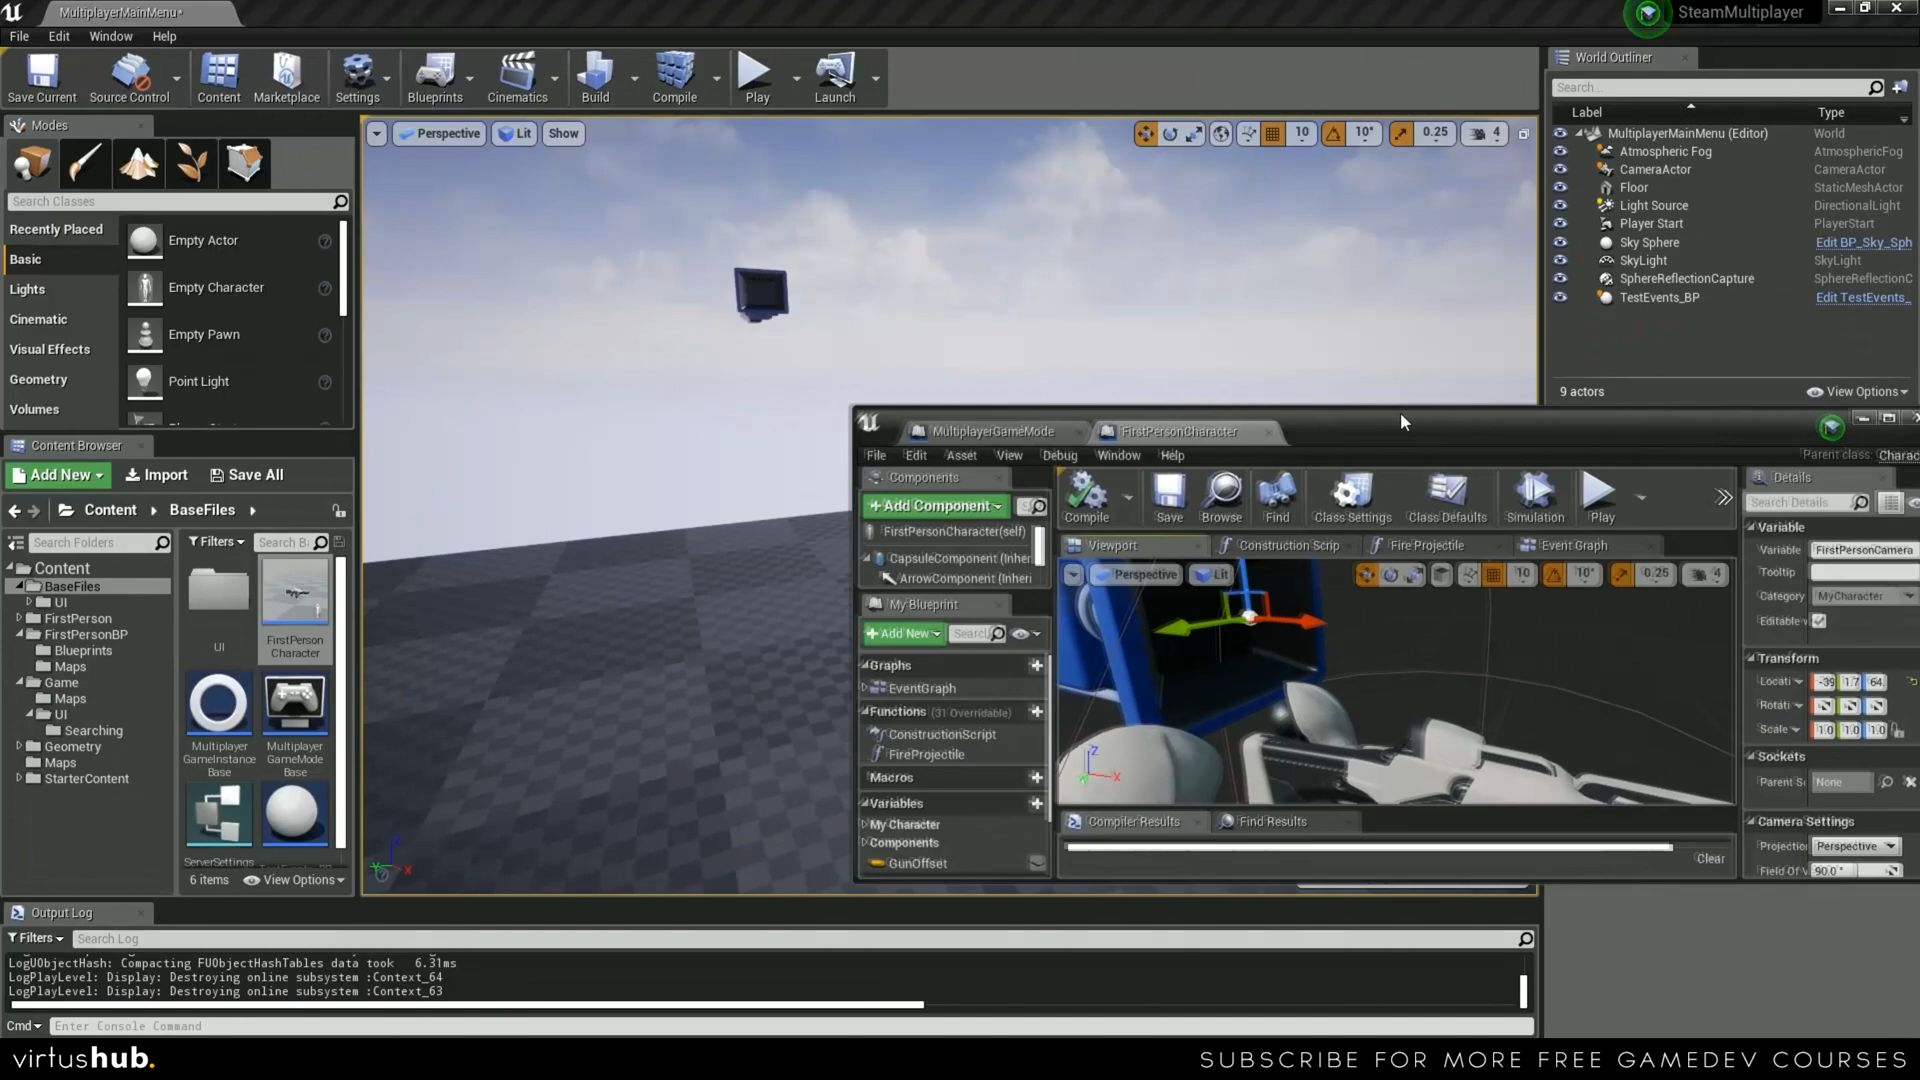 MultiplayerMainMenu*
SteamMultiplayer
File Edit Window Help
Save Current
Source Control
Content
Marketplace
Settings
Blueprints
Cinematics
Build
Compile
Play
Launch
Modes
Search Classes
Recently Placed
Basic
Lights
Cinematic
Visual Effects
Geometry
Volumes
Empty Actor
Empty Character
Empty Pawn
Point Light
Perspective Lit Show
10 10° 0.25 4
World Outliner
Search...
Label Type
MultiplayerMainMenu (Editor) World
Atmospheric Fog AtmosphericFog
CameraActor CameraActor
Floor StaticMeshActor
Light Source DirectionalLight
Player Start PlayerStart
Sky Sphere Edit BP_Sky_Sph
SkyLight SkyLight
SphereReflectionCapture SphereReflectionC
TestEvents_BP Edit TestEvents_
9 actors View Options
Content Browser
Add New Import Save All
Content BaseFiles
Search Folders
Filters Search B
Content
BaseFiles
UI
FirstPerson
FirstPersonBP
Blueprints
Maps
Game
Maps
UI
Searching
Geometry
Maps
StarterContent
UI
FirstPerson
Character
Multiplayer
GameInstance
Base
Multiplayer
GameMode
Base
ServerSettings
6 items View Options
MultiplayerGameMode FirstPersonCharacter
File Edit Asset View Debug Window Help
Parent class: Charac
Components
+ Add Component
FirstPersonCharacter(self)
CapsuleComponent (Inher
ArrowComponent (Inheri
My Blueprint
+ Add New Search
Graphs
EventGraph
Functions (31 Overridable)
ConstructionScript
FireProjectile
Macros
Variables
My Character
Components
GunOffset
Compile
Save
Browse
Find
Class Settings
Class Defaults
Simulation
Play
Viewport
Construction Scrip
Fire Projectile
Event Graph
Perspective Lit
10 10° 0.25 4
Z
X
Compiler Results Find Results
Clear
Details
Search Details
Variable
Variable FirstPersonCamera
Tooltip
Category MyCharacter
Editable
Transform
Locati -39 1.7 64.
Rotati
Scale 1.0 1.0 1.0
Sockets
Parent S None
Camera Settings
Projection Perspective
Field Of V 90.0°
Output Log
Filters Search Log
LogUObjectHash: Compacting FUObjectHashTables data took 6.31ms
LogPlayLevel: Display: Destroying online subsystem :Context_64
LogPlayLevel: Display: Destroying online subsystem :Context_63
Cmd Enter Console Command
virtushub.
SUBSCRIBE FOR MORE FREE GAMEDEV COURSES